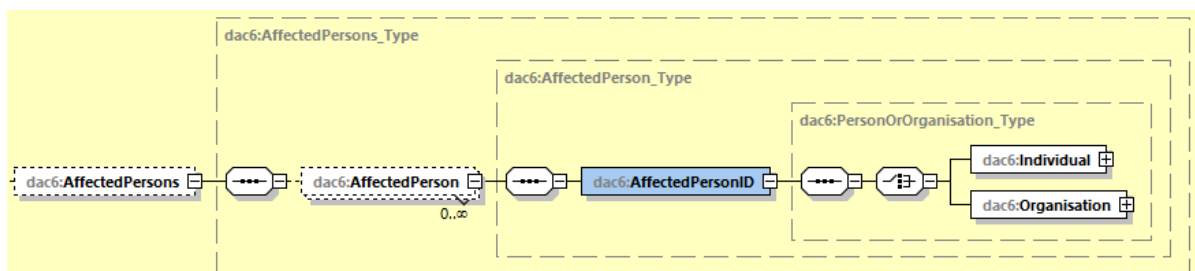 dac6:AffectedPersons_Type
dac6:AffectedPerson_Type
dac6:PersonOrOrganisation_Type
dac6:Individual
dac6:AffectedPersons
dac6:AffectedPerson
dac6:AffectedPersonID
dac6:Organisation
0..∞